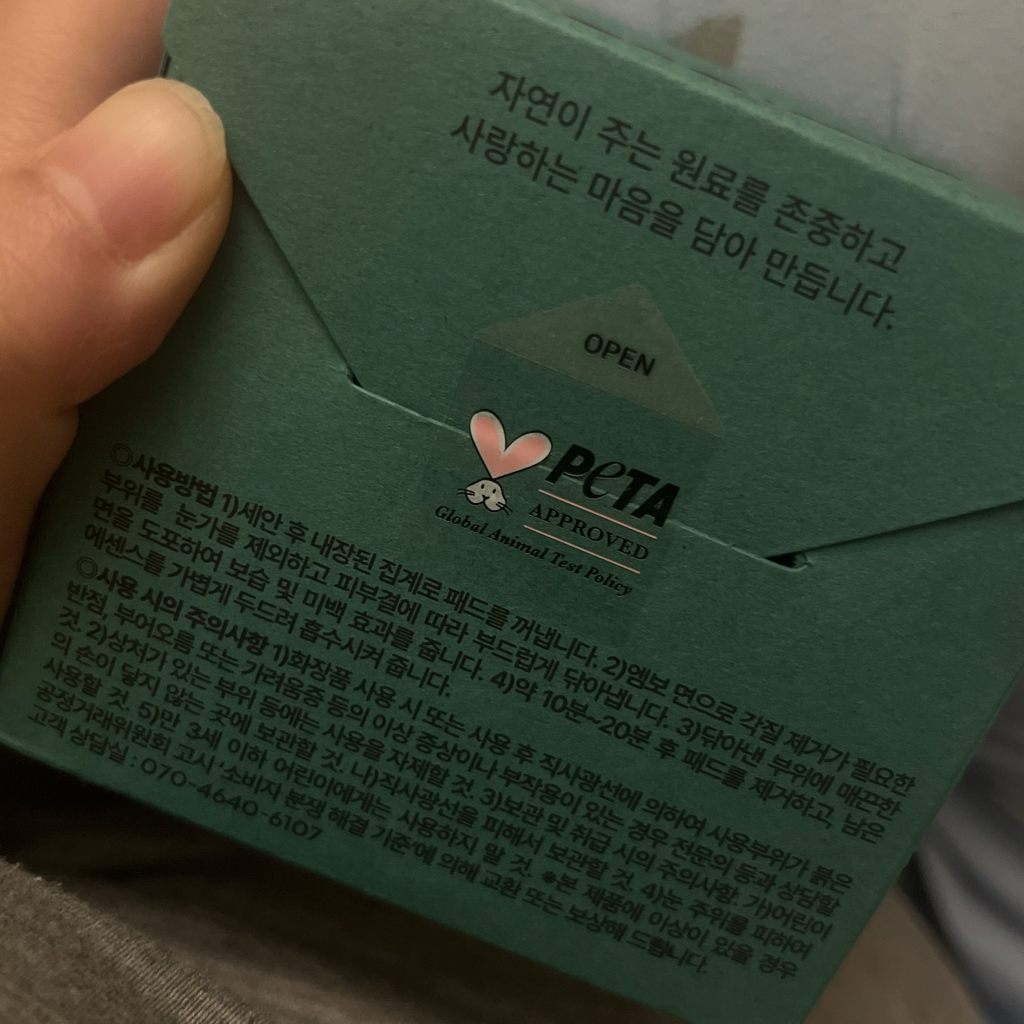 자연이 주는 원료를 존중하고
사랑하는 마음을 담아 만듭니다.
OPEN
PETA
APPROVED
Global Animal Test Policy
◎사용방법 1)세안 후 내장된 집게로 패드를 꺼냅니다. 2)엠보 면으로 각질 제거가 필요한
부위를 눈가를 제외하고 피부결에 따라 부드럽게 닦아냅니다. 3)닦아낸 부위에 매끈한
면을 도포하여 보습 및 미백 효과를 줍니다. 4)약 10분~20분 후 패드를 제거하고, 남은
에센스를 가볍게 두드려 흡수시켜 줍니다.
◎사용 시의 주의사항 1)화장품 사용 시 또는 사용 후 직사광선에 의하여 사용부위가 붉은
반점, 부어오름 또는 가려움증 등의 이상 증상이나 부작용이 있는 경우 전문의 등과 상담할
것. 2)상처가 있는 부위 등에는 사용을 자제할 것. 3)보관 및 취급 시의 주의사항. 가)어린이
의 손이 닿지 않는 곳에 보관할 것. 나)직사광선을 피해서 보관할 것. 4)눈 주위를 피하여
사용할 것. 5)만 3세 이하 어린이에게는 사용하지 말 것. ※본 제품에 이상이 있을 경우
공정거래위원회 고시 '소비자 분쟁 해결 기준'에 의해 교환 또는 보상해 드립니다.
고객 상담실 : 070-4640-6107